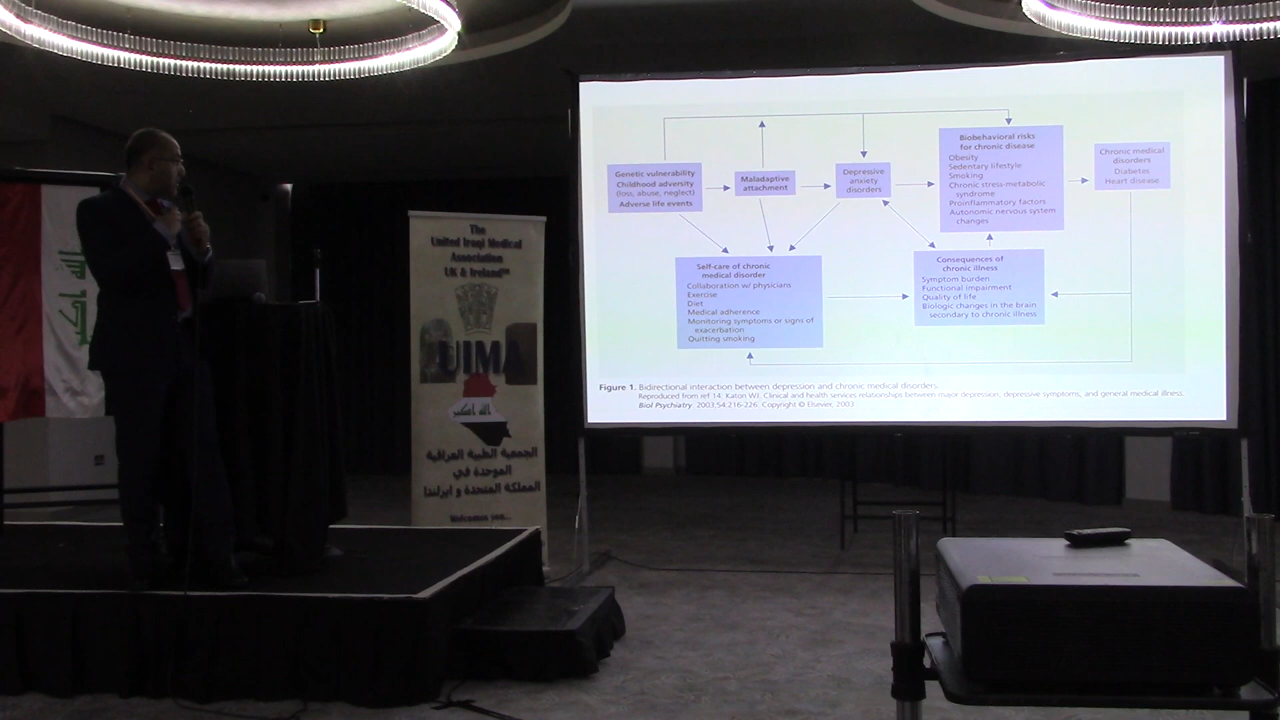 الله اكبر
The
United Iraqi Medical
Association
UK & Ireland
UIMA
الله اكبر
الجمعية الطبية العراقية
الموحدة في
المملكة المتحدة و ايرلندا
Welcomes you...
Genetic vulnerability
Childhood adversity
(loss, abuse, neglect)
Adverse life events
Maladaptive
attachment
Depressive
anxiety
disorders
Biobehavioral risks
for chronic disease
Obesity
Sedentary lifestyle
Smoking
Chronic stress-metabolic
syndrome
Proinflammatory factors
Autonomic nervous system
changes
Chronic medical
disorders
Diabetes
Heart disease
Self-care of chronic
medical disorder
Collaboration w/ physicians
Exercise
Diet
Medical adherence
Monitoring symptoms or signs of
exacerbation
Quitting smoking
Consequences of
chronic illness
Symptom burden
Functional impairment
Quality of life
Biologic changes in the brain
secondary to chronic illness
Figure 1. Bidirectional interaction between depression and chronic medical disorders.
Reproduced from ref 14: Katon WJ. Clinical and health services relationships between major depression, depressive symptoms, and general medical illness.
Biol Psychiatry. 2003;54:216-226. Copyright © Elsevier, 2003